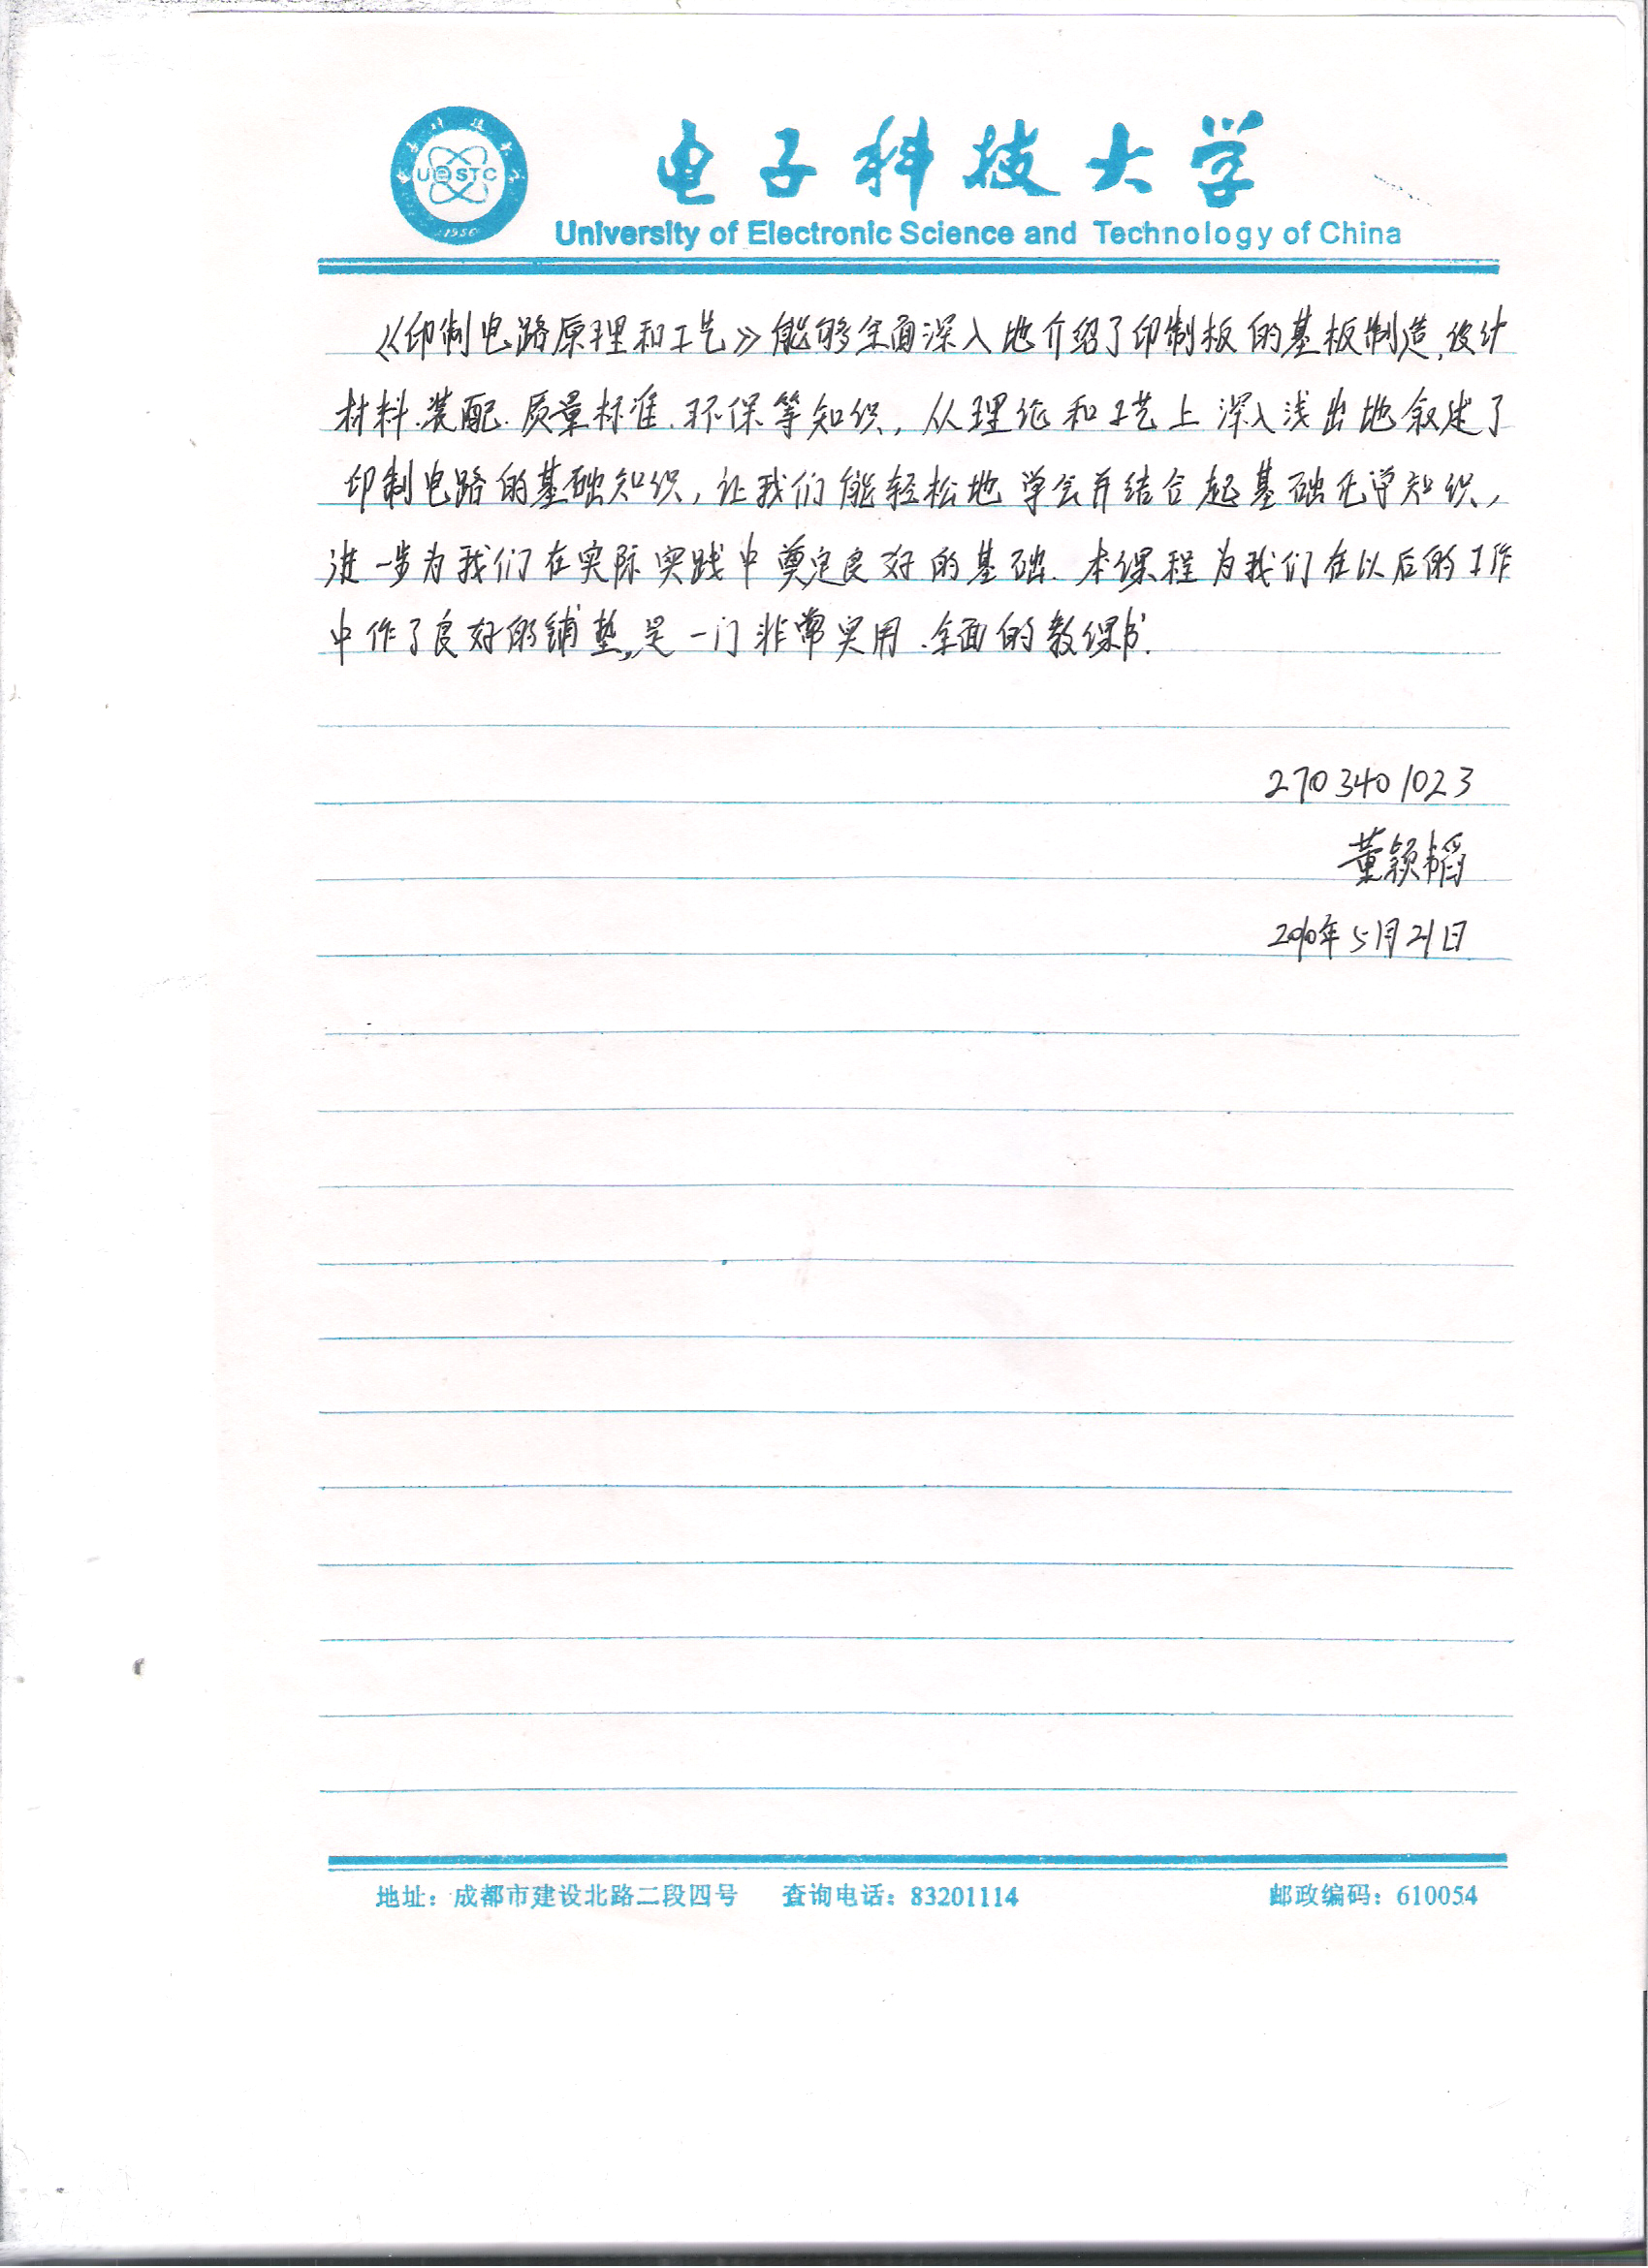 UESTC
1956
电子科技大学
University of Electronic Science and Technology of China
《印制电路原理和工艺》能够全面深入地介绍了印制板的基板制造、设计
材料、装配、质量标准、环保等知识，从理论和工艺上深入浅出地叙述了
印制电路的基础知识，让我们能轻松地学会并结合起基础化学知识，
进一步为我们在实际实践中奠定良好的基础．本课程为我们在以后的工作
中作了良好的铺垫，是一门非常实用、全面的教课书．
2703401023
董颖韬
2010年5月21日
地址：成都市建设北路二段四号 查询电话：83201114 邮政编码：610054